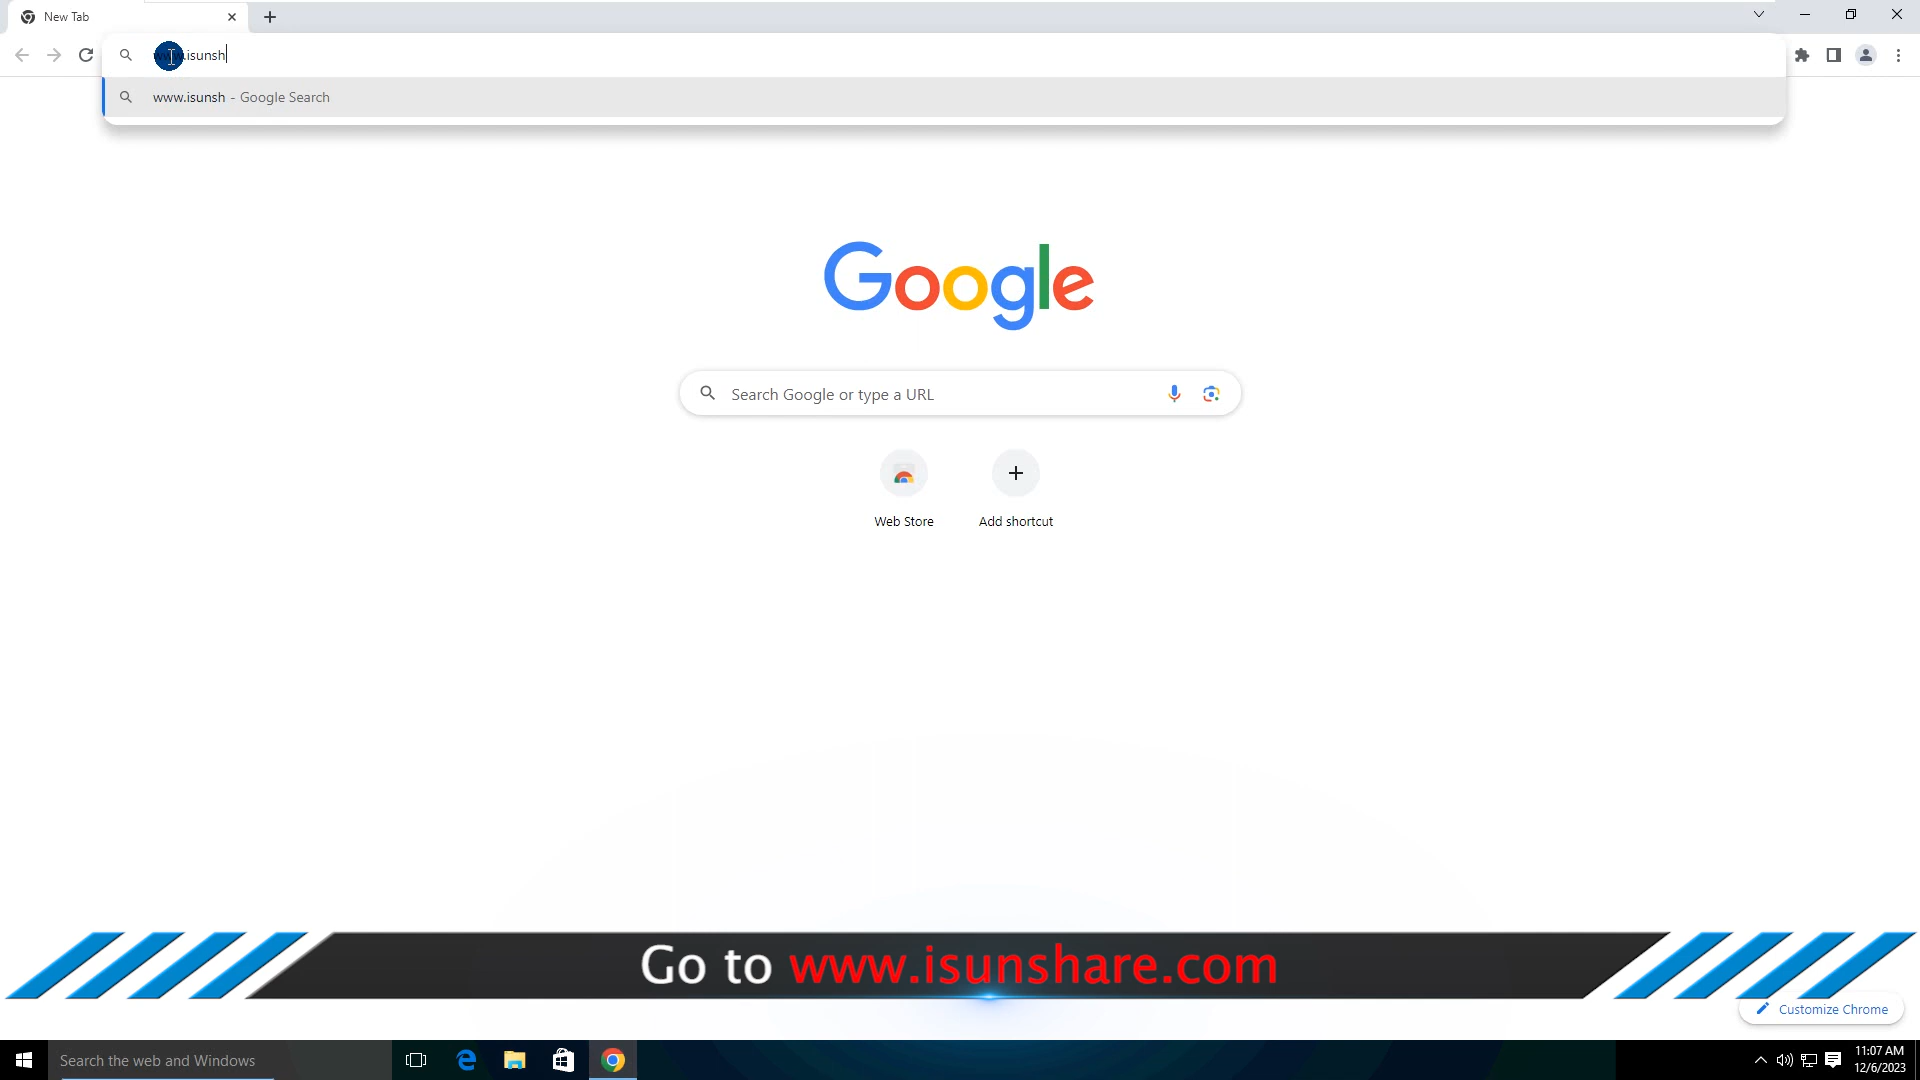 New Tab
www.isunsh
www.isunsh - Google Search
Google
Search Google or type a URL
Web Store
Add shortcut
Go to www.isunshare.com
Customize Chrome
Search the web and Windows
11:07 AM
12/6/2023